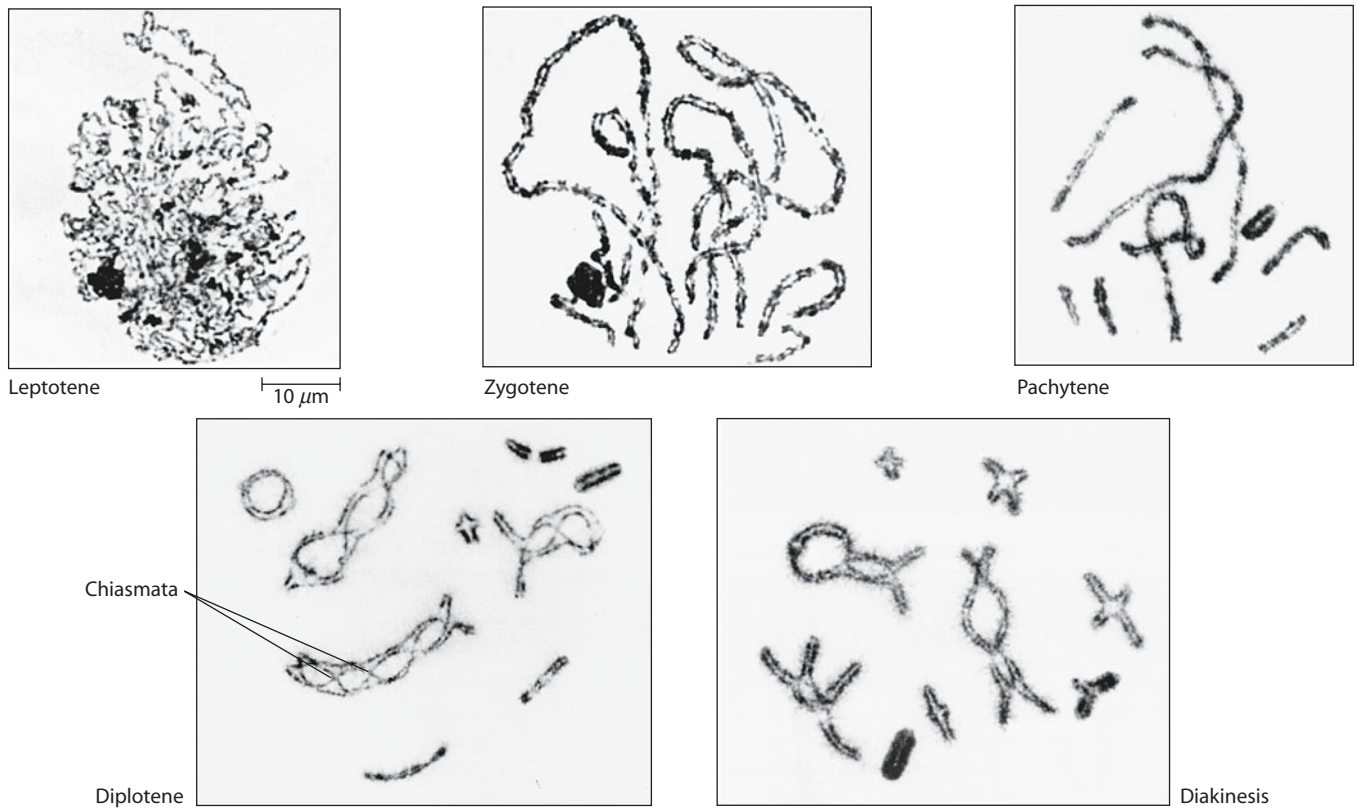 Leptotene
10 μm
Zygotene
Pachytene
Chiasmata
Diplotene
Diakinesis